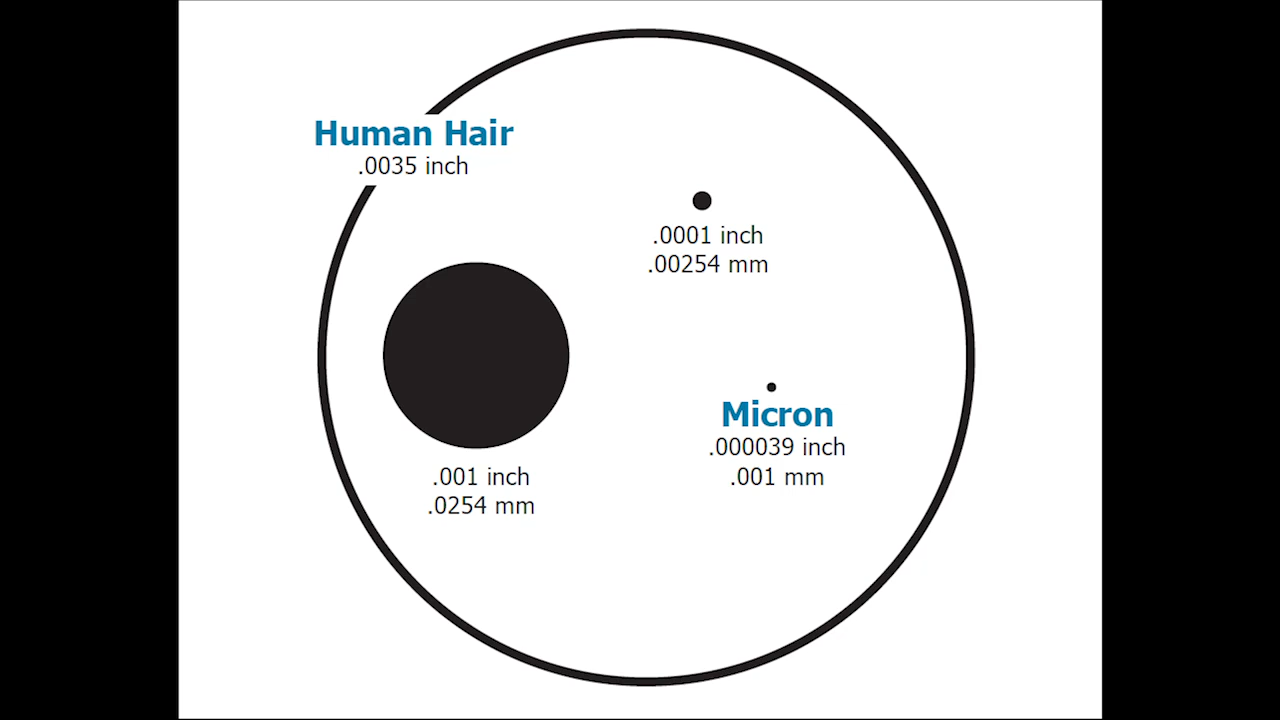 Human Hair
.0035 inch
.0001 inch
.00254 mm
Micron
.000039 inch
.001 mm
.001 inch
.0254 mm